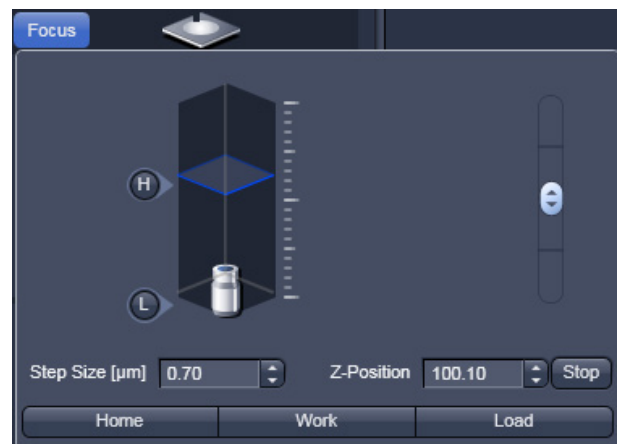 Focus
H
L
Step Size [µm] 0.70 Z-Position 100.10 Stop
Home Work Load